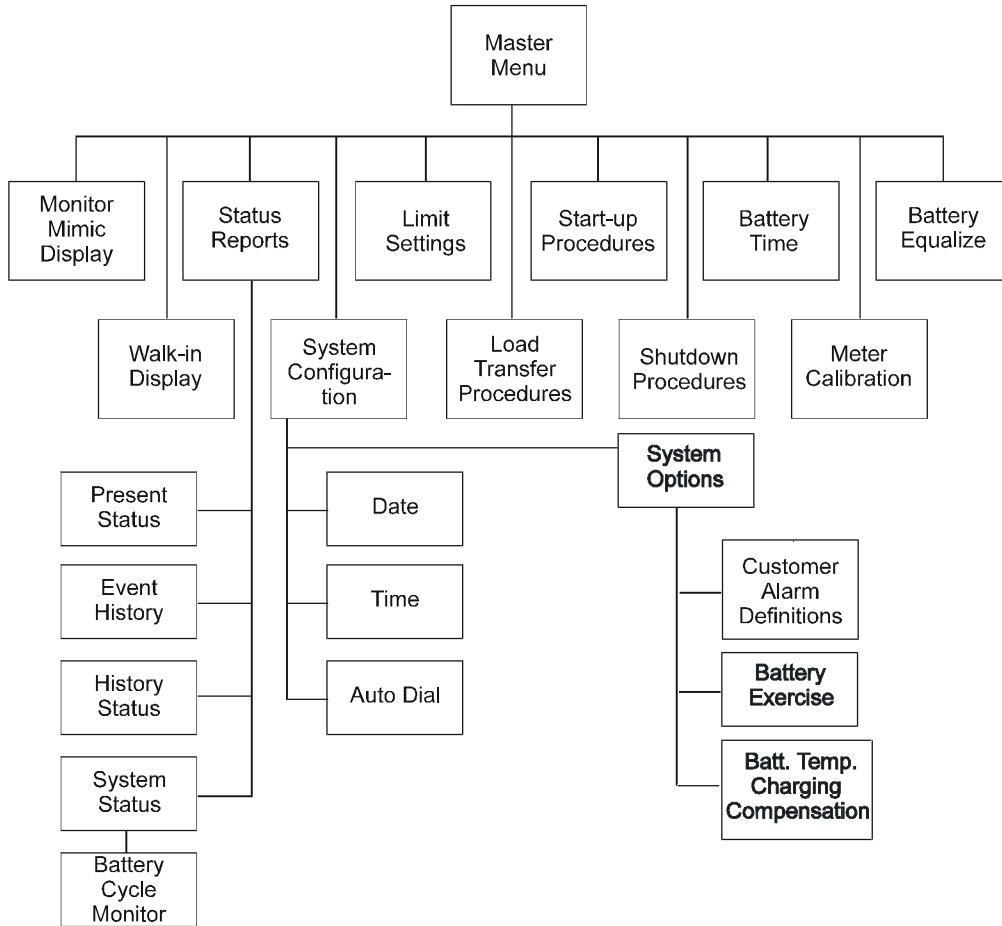 Master
Menu
Monitor
Mimic
Display
Status
Reports
Limit
Settings
Start-up
Procedures
Battery
Time
Battery
Equalize
Walk-in
Display
System
Configura-
tion
Load
Transfer
Procedures
Shutdown
Procedures
Meter
Calibration
System
Options
Present
Status
Date
Customer
Alarm
Definitions
Event
History
Time
Battery
Exercise
History
Status
Auto Dial
Batt. Temp.
Charging
Compensation
System
Status
Battery
Cycle
Monitor